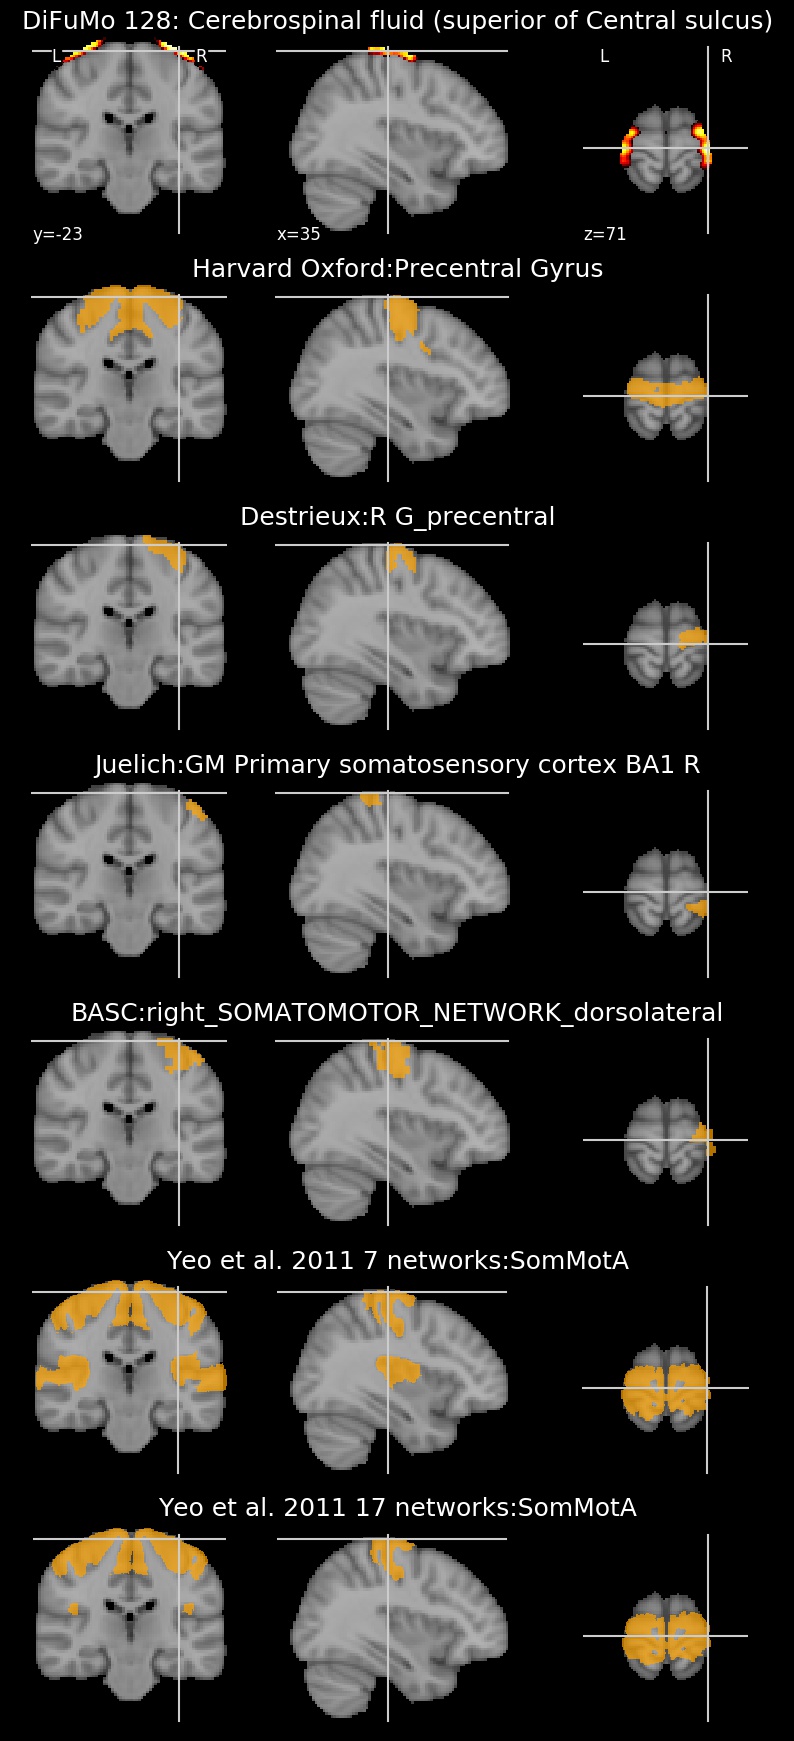 DiFuMo 128: Cerebrospinal fluid (superior of Central sulcus)
L R
L R
y=-23 x=35 z=71
Harvard Oxford:Precentral Gyrus
Destrieux:R G_precentral
Juelich:GM Primary somatosensory cortex BA1 R
BASC:right_SOMATOMOTOR_NETWORK_dorsolateral
Yeo et al. 2011 7 networks:SomMotA
Yeo et al. 2011 17 networks:SomMotA